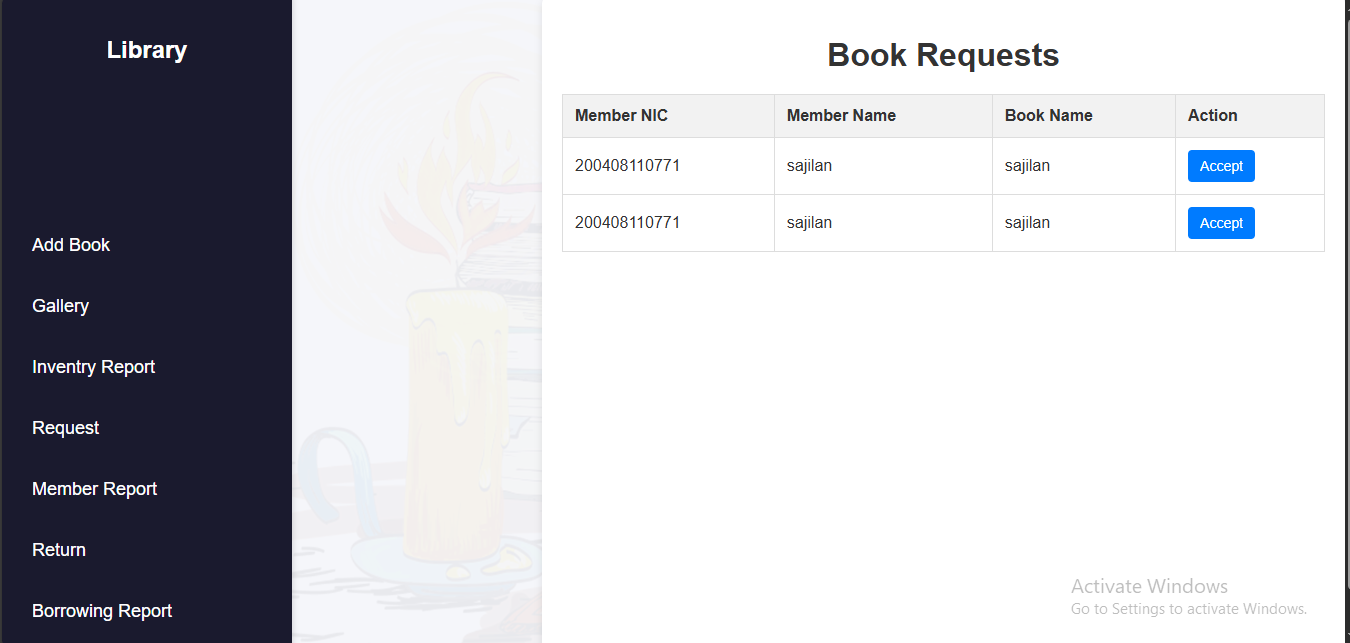 Library
Add Book
Gallery
Inventry Report
Request
Member Report
Return
Borrowing Report
Book Requests
Member NIC Member Name Book Name Action
200408110771 sajilan sajilan Accept
200408110771 sajilan sajilan Accept
Activate Windows
Go to Settings to activate Windows.